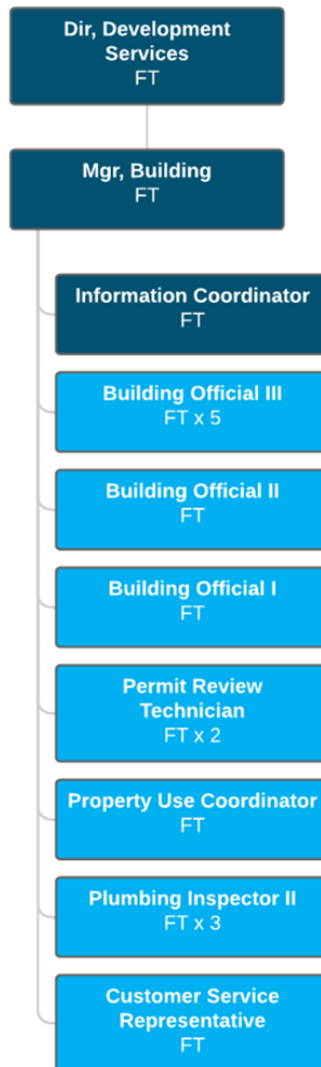 Dir, Development
Services
FT
Mgr, Building
FT
Information Coordinator
FT
Building Official III
FT x 5
Building Official II
FT
Building Official I
FT
Permit Review
Technician
FT x 2
Property Use Coordinator
FT
Plumbing Inspector II
FT x 3
Customer Service
Representative
FT